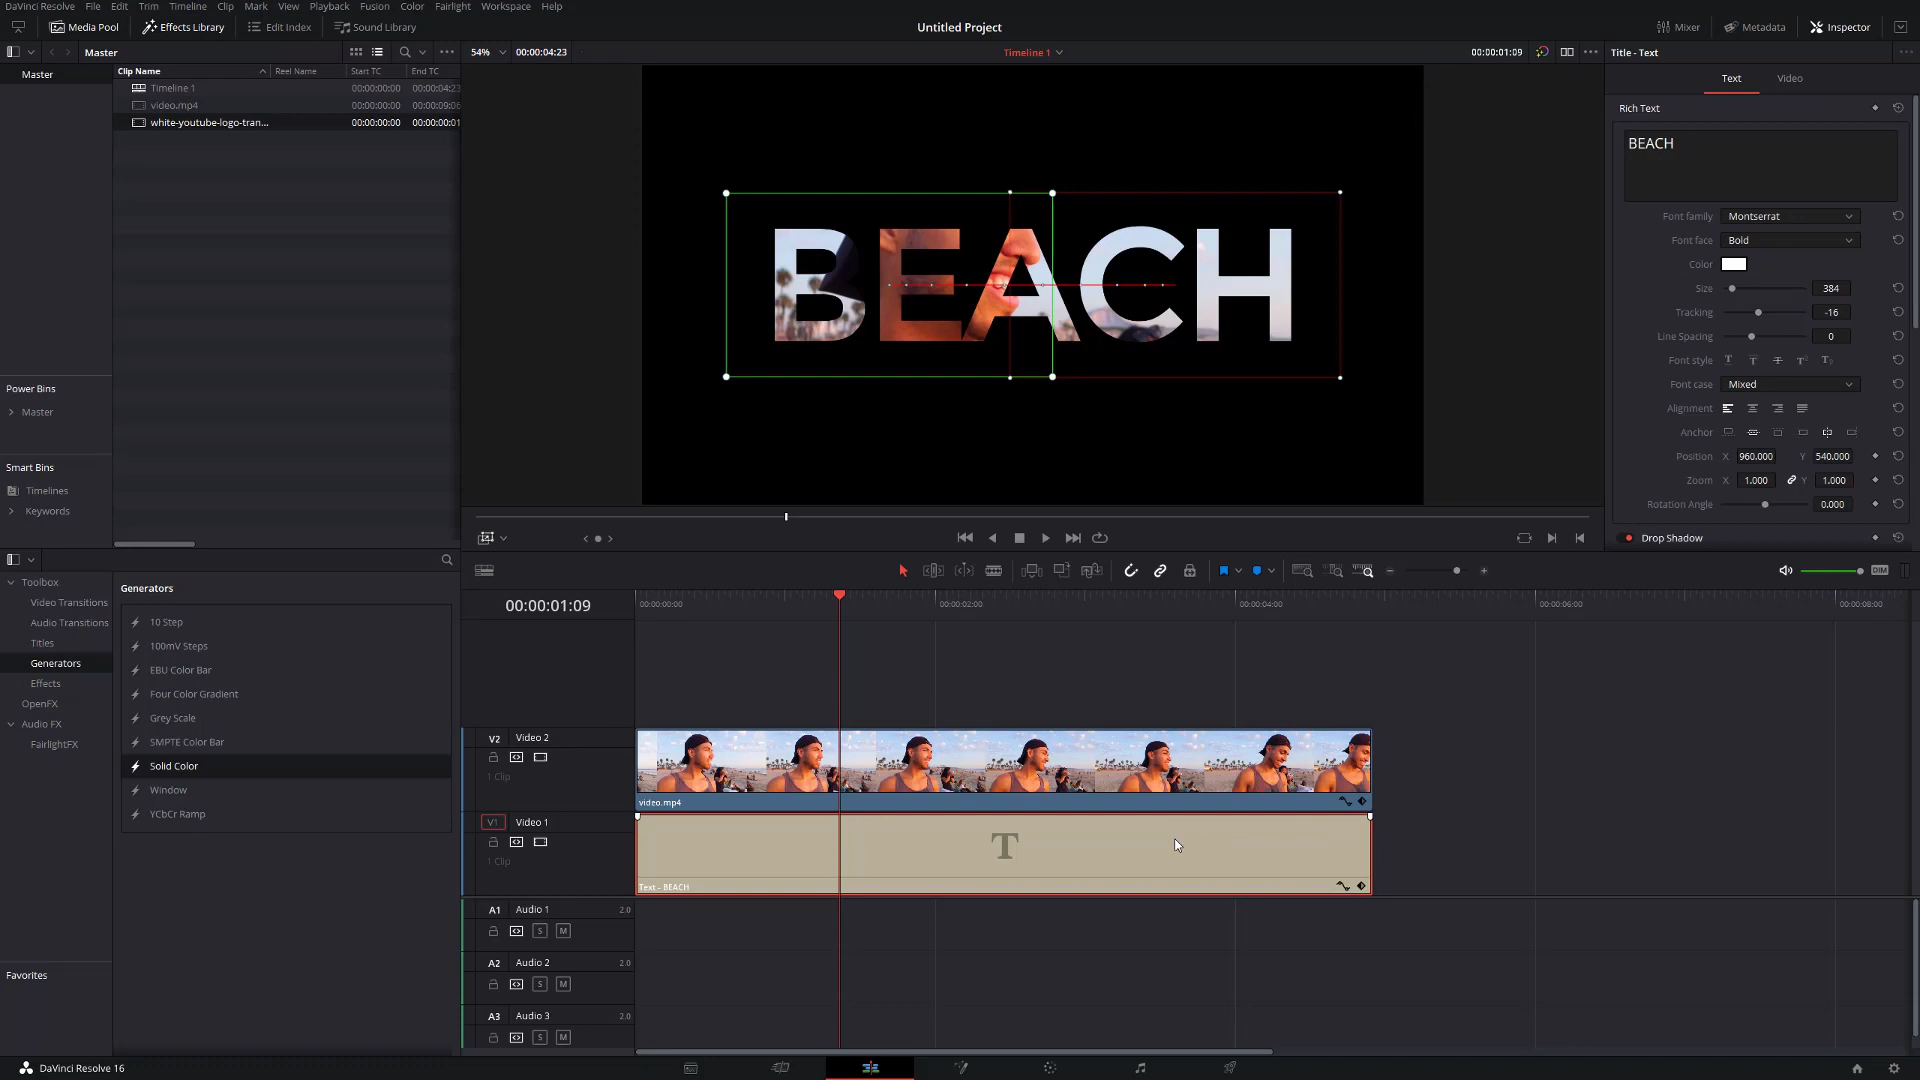 DaVinci Resolve File Edit Trim Timeline Clip Mark View Playback Fusion Color Fairlight Workspace Help
Media Pool Effects Library Edit Index Sound Library Untitled Project Mixer Metadata Inspector
Master 54% 00:00:04:23 Timeline 1 00:00:01:09 Title - Text
Master Clip Name Reel Name Start TC End TC
Timeline 1 00:00:00:00 00:00:04:23
video.mp4 00:00:00:00 00:00:09:06
white-youtube-logo-tran... 00:00:00:00 00:00:00:01
Text Video
Rich Text
BEACH
Font family Montserrat
Font face Bold
Color
Size 384
Tracking -16
Line Spacing 0
Font style T T T T² T₂
Font case Mixed
Alignment
Anchor
Position X 960.000 Y 540.000
Zoom X 1.000 Y 1.000
Rotation Angle 0.000
Drop Shadow
BEACH
Power Bins
Master
Smart Bins
Timelines
Keywords
Toolbox
Video Transitions
Audio Transitions
Titles
Generators
Effects
OpenFX
Audio FX
FairlightFX
Favorites
Generators
10 Step
100mV Steps
EBU Color Bar
Four Color Gradient
Grey Scale
SMPTE Color Bar
Solid Color
Window
YCbCr Ramp
DIM
00:00:01:09 00:00:00:00 00:00:02:00 00:00:04:00 00:00:06:00 00:00:08:00
V2 Video 2
1 Clip
video.mp4
V1 Video 1
T
1 Clip
Text - BEACH
A1 Audio 1 2.0
S M
A2 Audio 2 2.0
S M
A3 Audio 3 2.0
S M
DaVinci Resolve 16